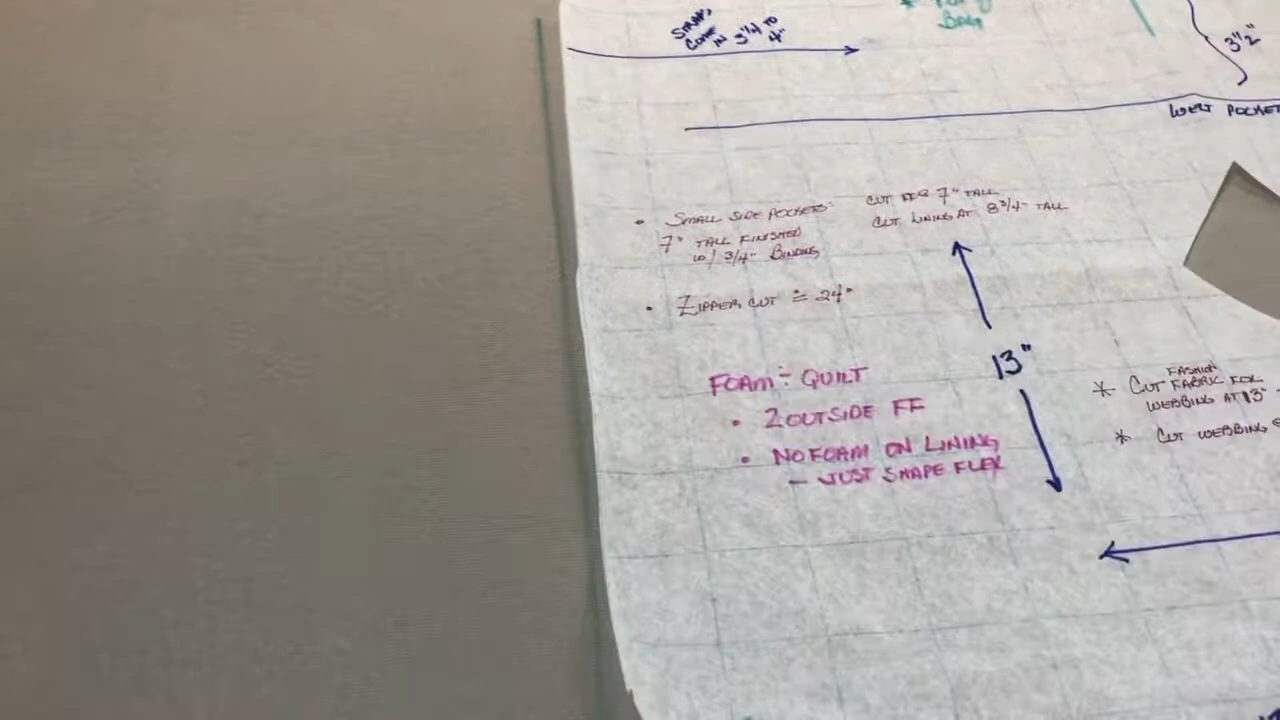 STRAPS
COME
IN 3 1/4 TO
4"
BAG
3 1/2"
WELT POCKET
• SMALL SIDE POCKETS
7" TALL FINISHED
w/ 3/4" BINDING
CUT FF@ 7" TALL
CUT LINING AT 8 3/4" TALL
• ZIPPER CUT = 24"
13"
FOAM ÷ QUILT
• 2 OUTSIDE FF
• NO FOAM ON LINING
- JUST SHAPE FLEX
FASHION
* CUT FABRIC FOR
WEBBING AT 13"
* CUT WEBBING @